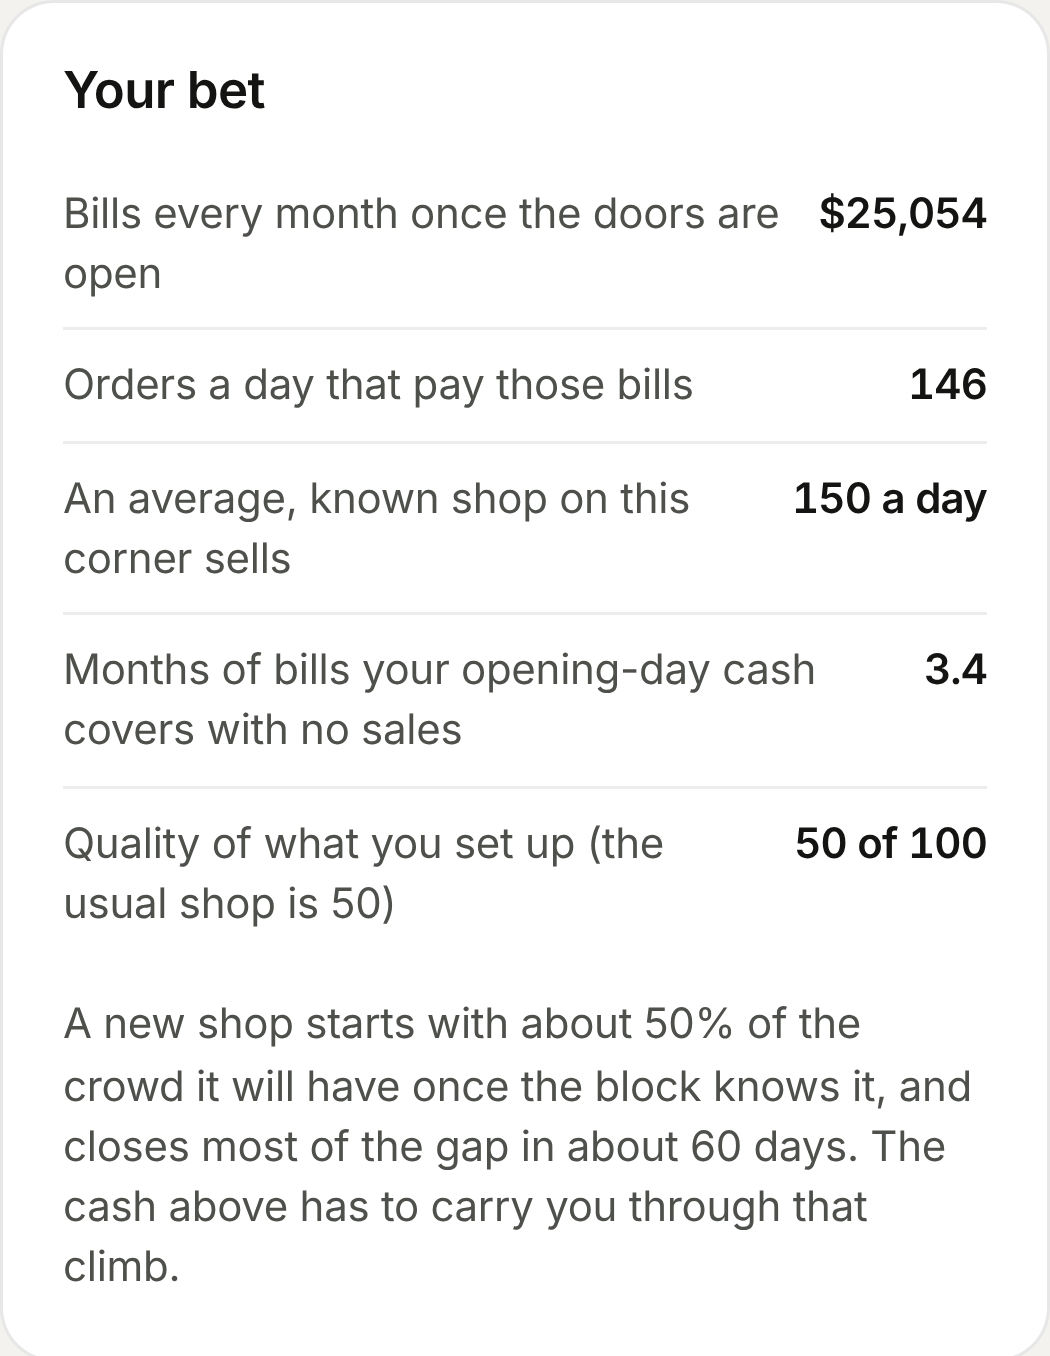 Your bet
Bills every month once the doors are $25,054
open
Orders a day that pay those bills 146
An average, known shop on this 150 a day
corner sells
Months of bills your opening-day cash 3.4
covers with no sales
Quality of what you set up (the 50 of 100
usual shop is 50)
A new shop starts with about 50% of the
crowd it will have once the block knows it, and
closes most of the gap in about 60 days. The
cash above has to carry you through that
climb.